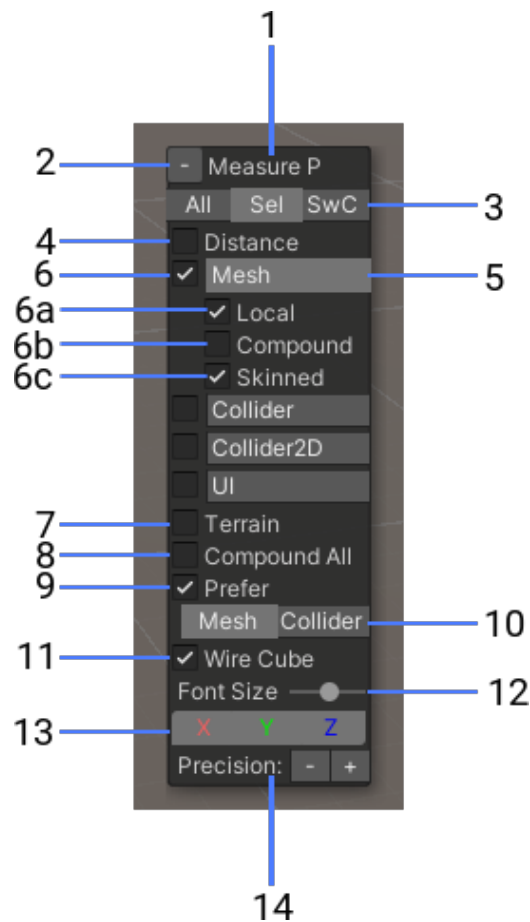 1
2 - Measure P
All Sel SwC 3
4 Distance
6 Mesh 5
6a Local
6b Compound
6c Skinned
Collider
Collider2D
UI
7 Terrain
8 Compound All
9 Prefer
Mesh Collider 10
11 Wire Cube
Font Size 12
13 X Y Z
Precision: - +
14